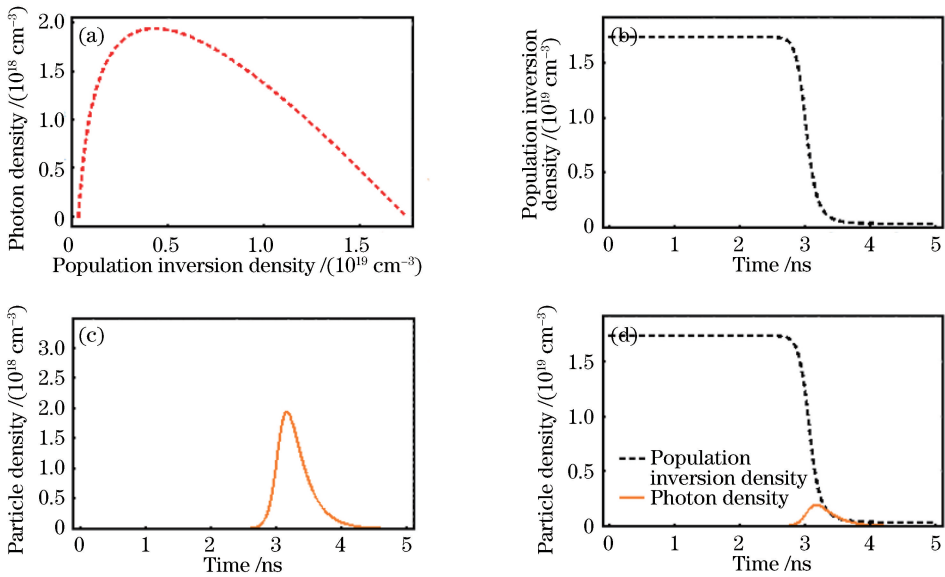 (a)
Photon density /(10¹⁸ cm⁻³)
2.0
1.5
1.0
0.5
0
0 0.5 1.0 1.5
Population inversion density /(10¹⁹ cm⁻³)
(b)
Population inversion
density /(10¹⁹ cm⁻³)
1.5
1.0
0.5
0
0 1 2 3 4 5
Time /ns
(c)
Particle density /(10¹⁸ cm⁻³)
3.0
2.5
2.0
1.5
1.0
0.5
0
0 1 2 3 4 5
Time /ns
(d)
Particle density /(10¹⁹ cm⁻³)
1.5
1.0
0.5
0
Population
inversion density
Photon density
0 1 2 3 4 5
Time /ns